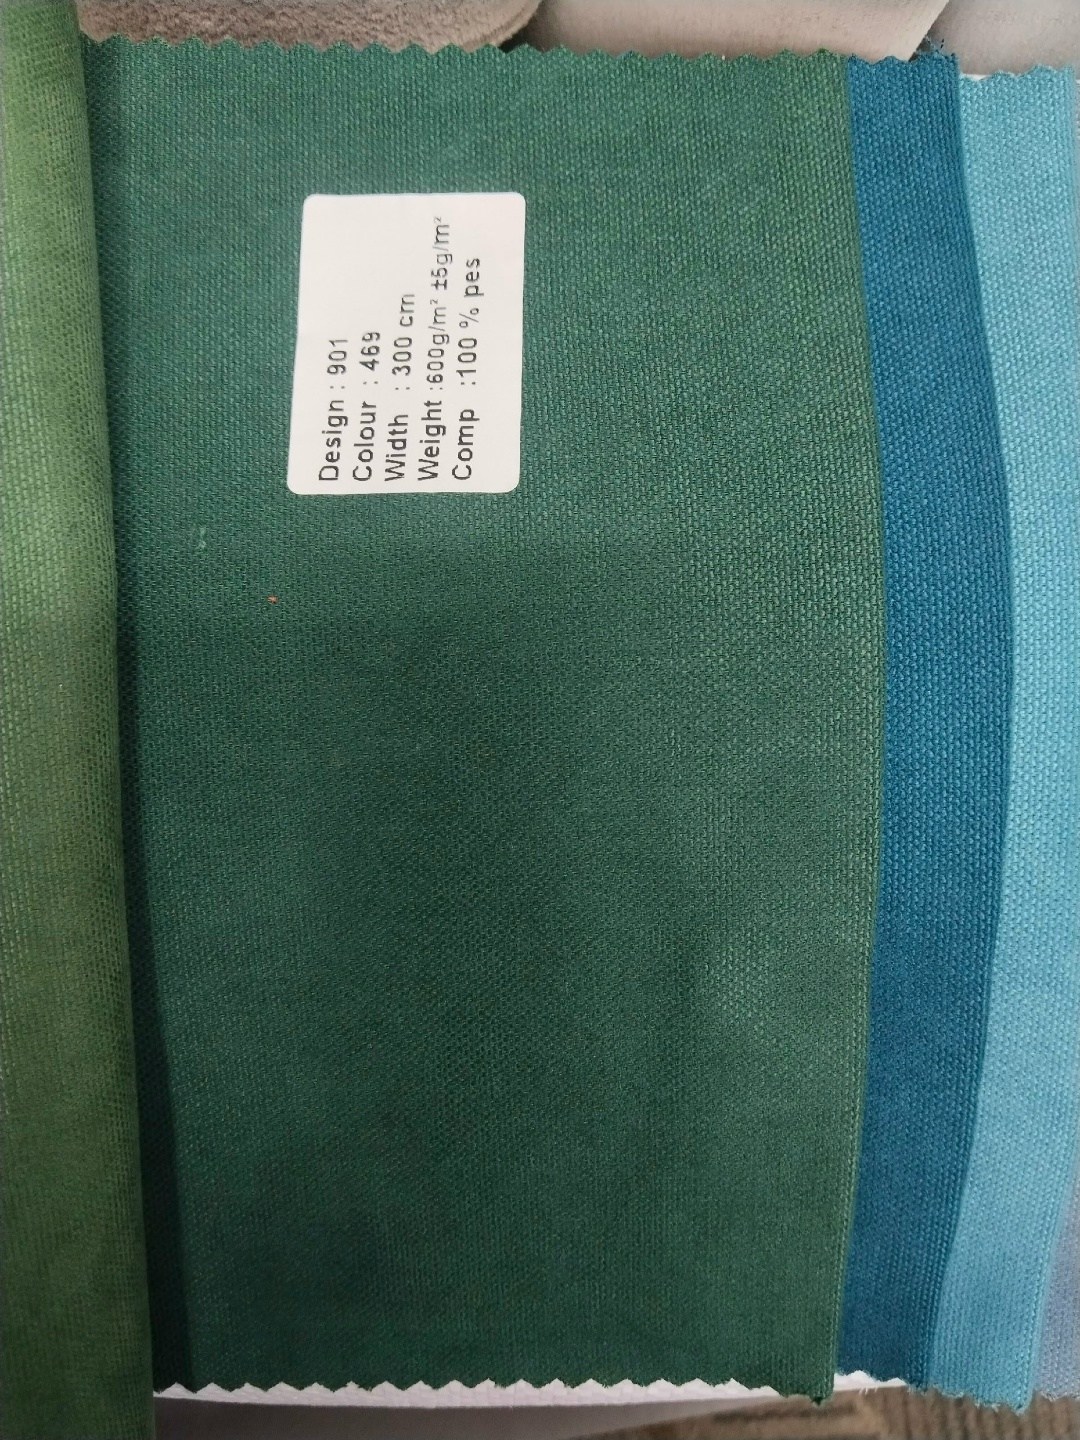 Design : 901
Colour : 469
Width : 300 cm
Weight :600g/m² ±5g/m²
Comp :100 % pes